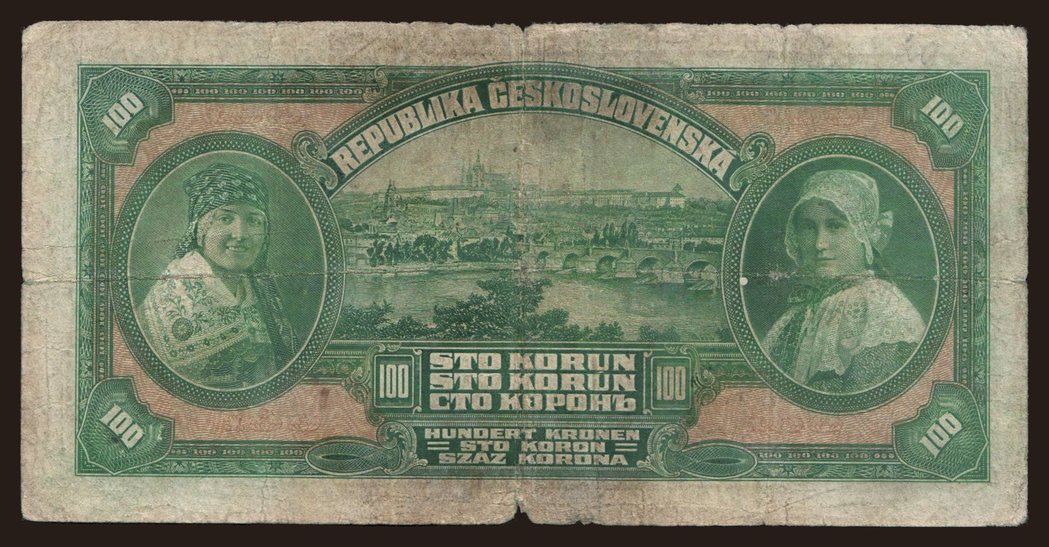 100
100
REPUBLIKA ČESKOSLOVENSKÁ
100
STO KORUN
STO KORUN
СТО КОРОНЪ
100
HUNDERT KRONEN
STO KORON
SZÁZ KORONA
100
100